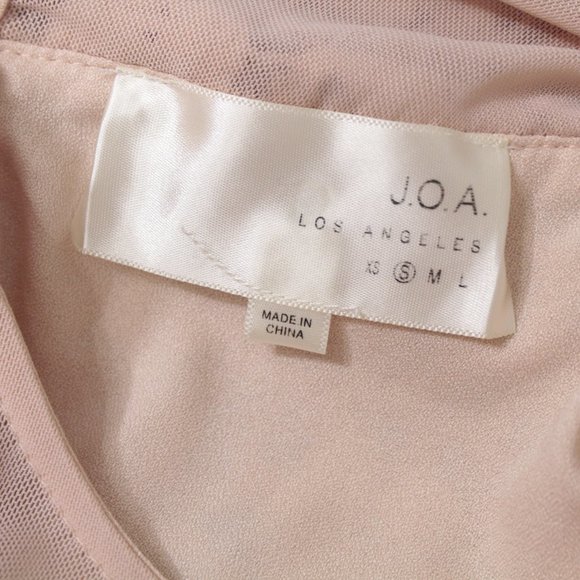 J.O.A.
LOS ANGELES
XS Ⓢ M L
MADE IN
CHINA